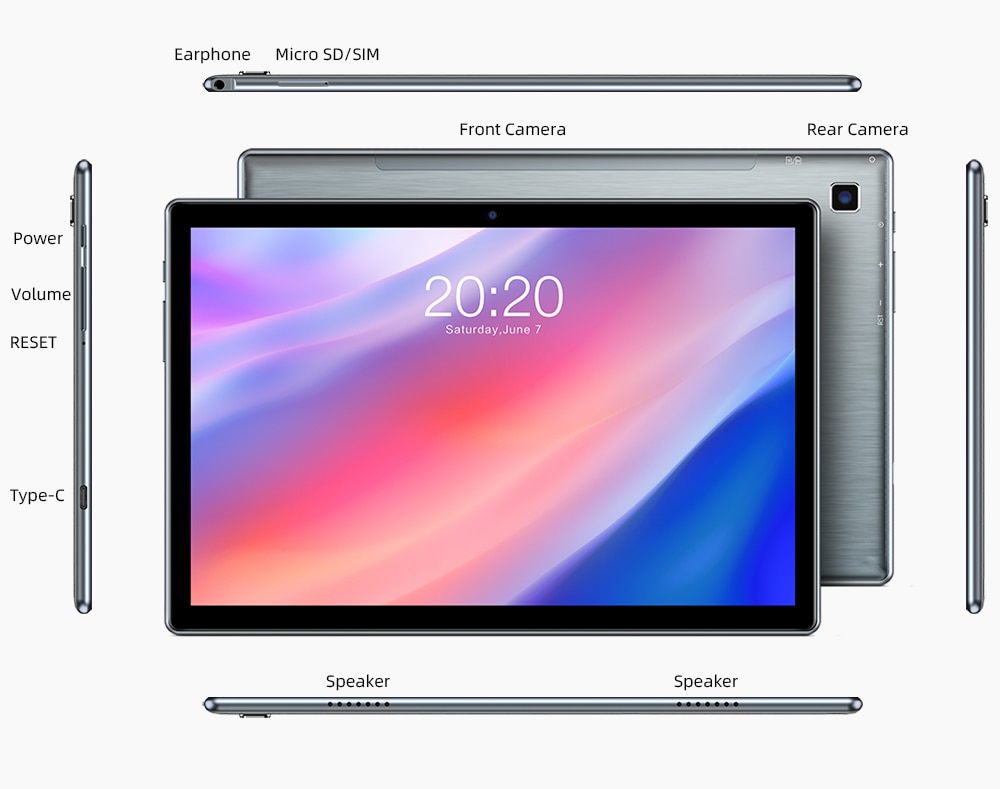 Earphone Micro SD/SIM
Front Camera Rear Camera
Power
Volume
RESET
Type-C
20:20
Saturday,June 7
+
−
RST
Speaker Speaker